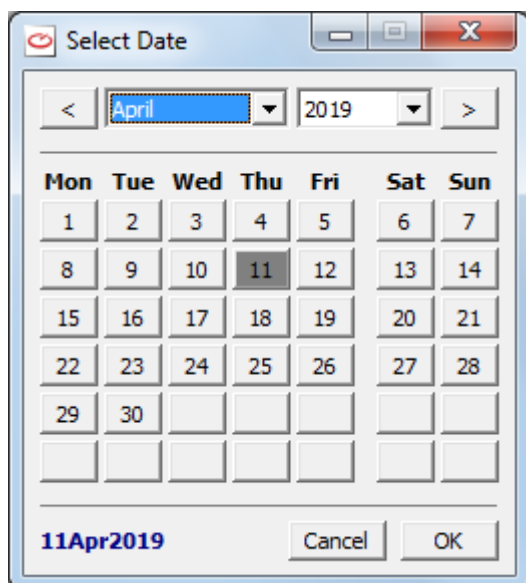 Select Date
< April 2019 >
Mon Tue Wed Thu Fri Sat Sun
1 2 3 4 5 6 7
8 9 10 11 12 13 14
15 16 17 18 19 20 21
22 23 24 25 26 27 28
29 30
11Apr2019 Cancel OK